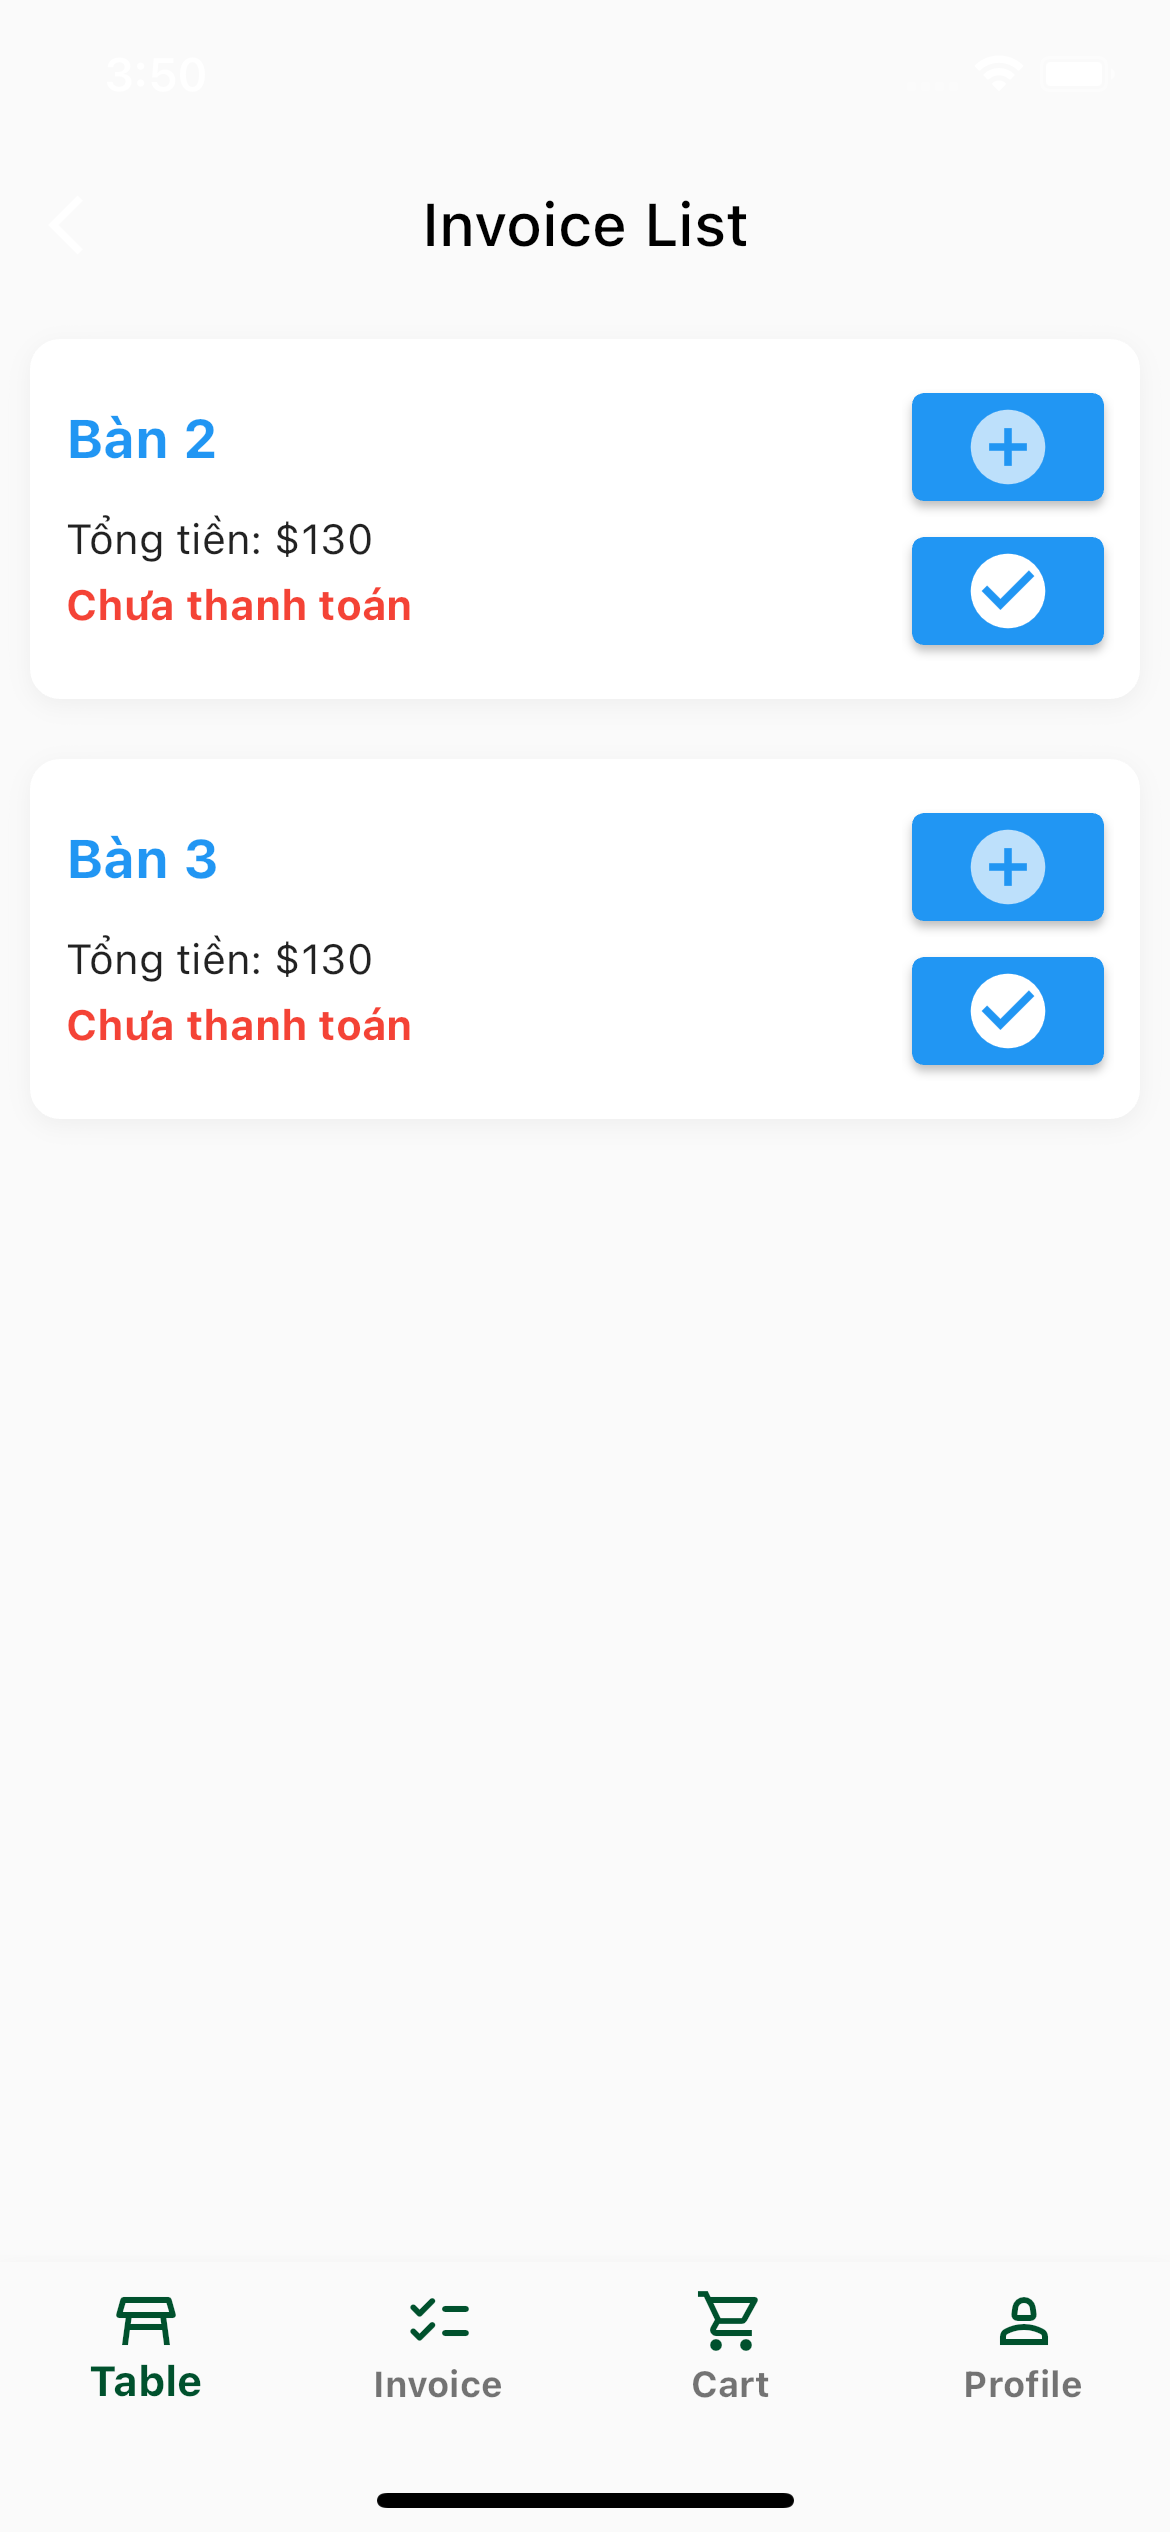 3:50
Invoice List
Bàn 2
Tổng tiền: $130
Chưa thanh toán
Bàn 3
Tổng tiền: $130
Chưa thanh toán
Table
Invoice
Cart
Profile